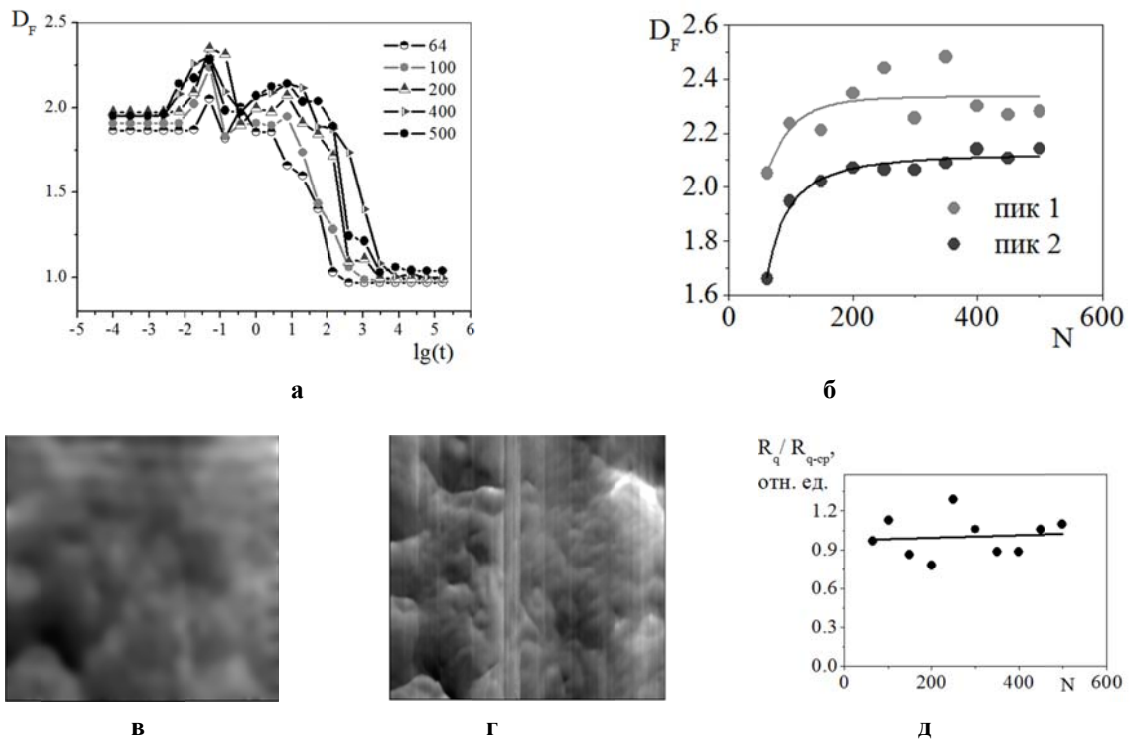 D_F
2.5
2.0
1.5
1.0
64
100
200
400
500
-5 -4 -3 -2 -1 0 1 2 3 4 5 6
lg(t)
а
D_F
2.6
2.4
2.2
2.0
1.8
1.6
пик 1
пик 2
0 200 400 600
N
б
в
г
R_q/ R_q-ср,
отн. ед.
1.2
0.9
0.6
0.3
0.0
0 200 400 600
N
д